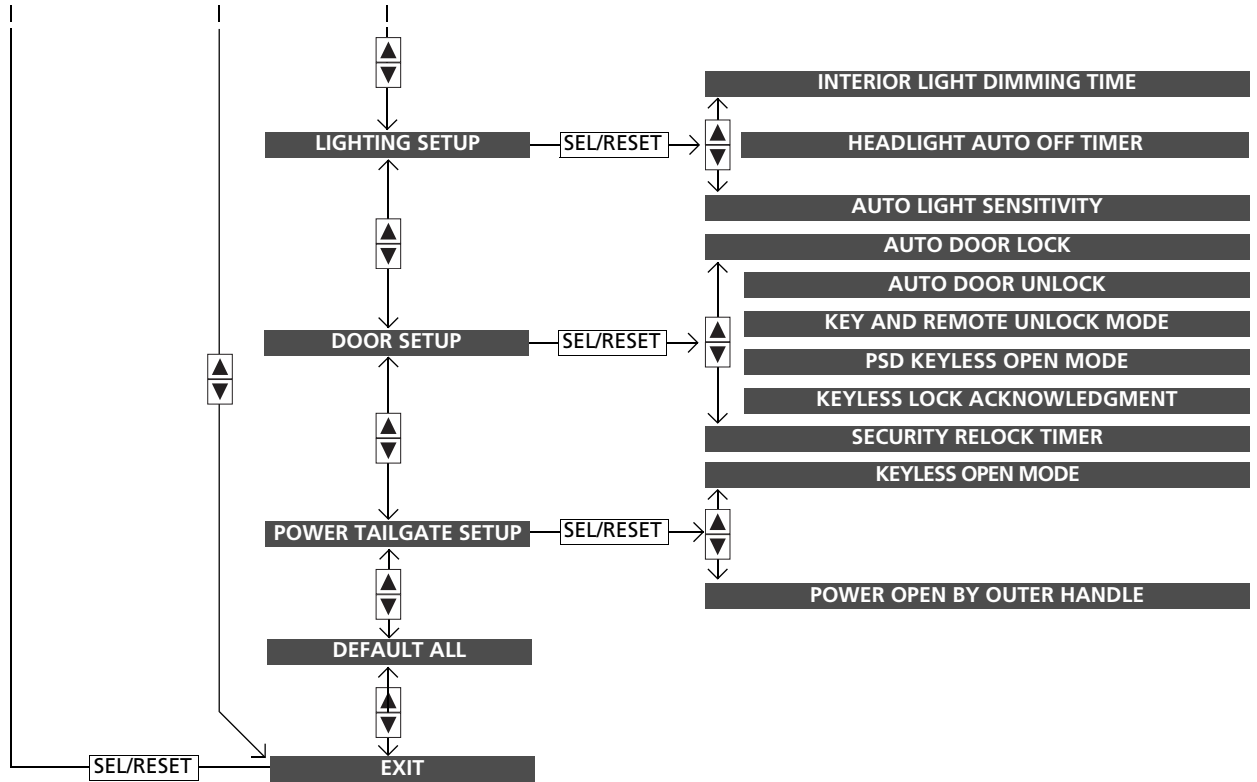 INTERIOR LIGHT DIMMING TIME
LIGHTING SETUP
SEL/RESET
HEADLIGHT AUTO OFF TIMER
AUTO LIGHT SENSITIVITY
AUTO DOOR LOCK
AUTO DOOR UNLOCK
KEY AND REMOTE UNLOCK MODE
DOOR SETUP
SEL/RESET
PSD KEYLESS OPEN MODE
KEYLESS LOCK ACKNOWLEDGMENT
SECURITY RELOCK TIMER
KEYLESS OPEN MODE
POWER TAILGATE SETUP
SEL/RESET
POWER OPEN BY OUTER HANDLE
DEFAULT ALL
SEL/RESET
EXIT